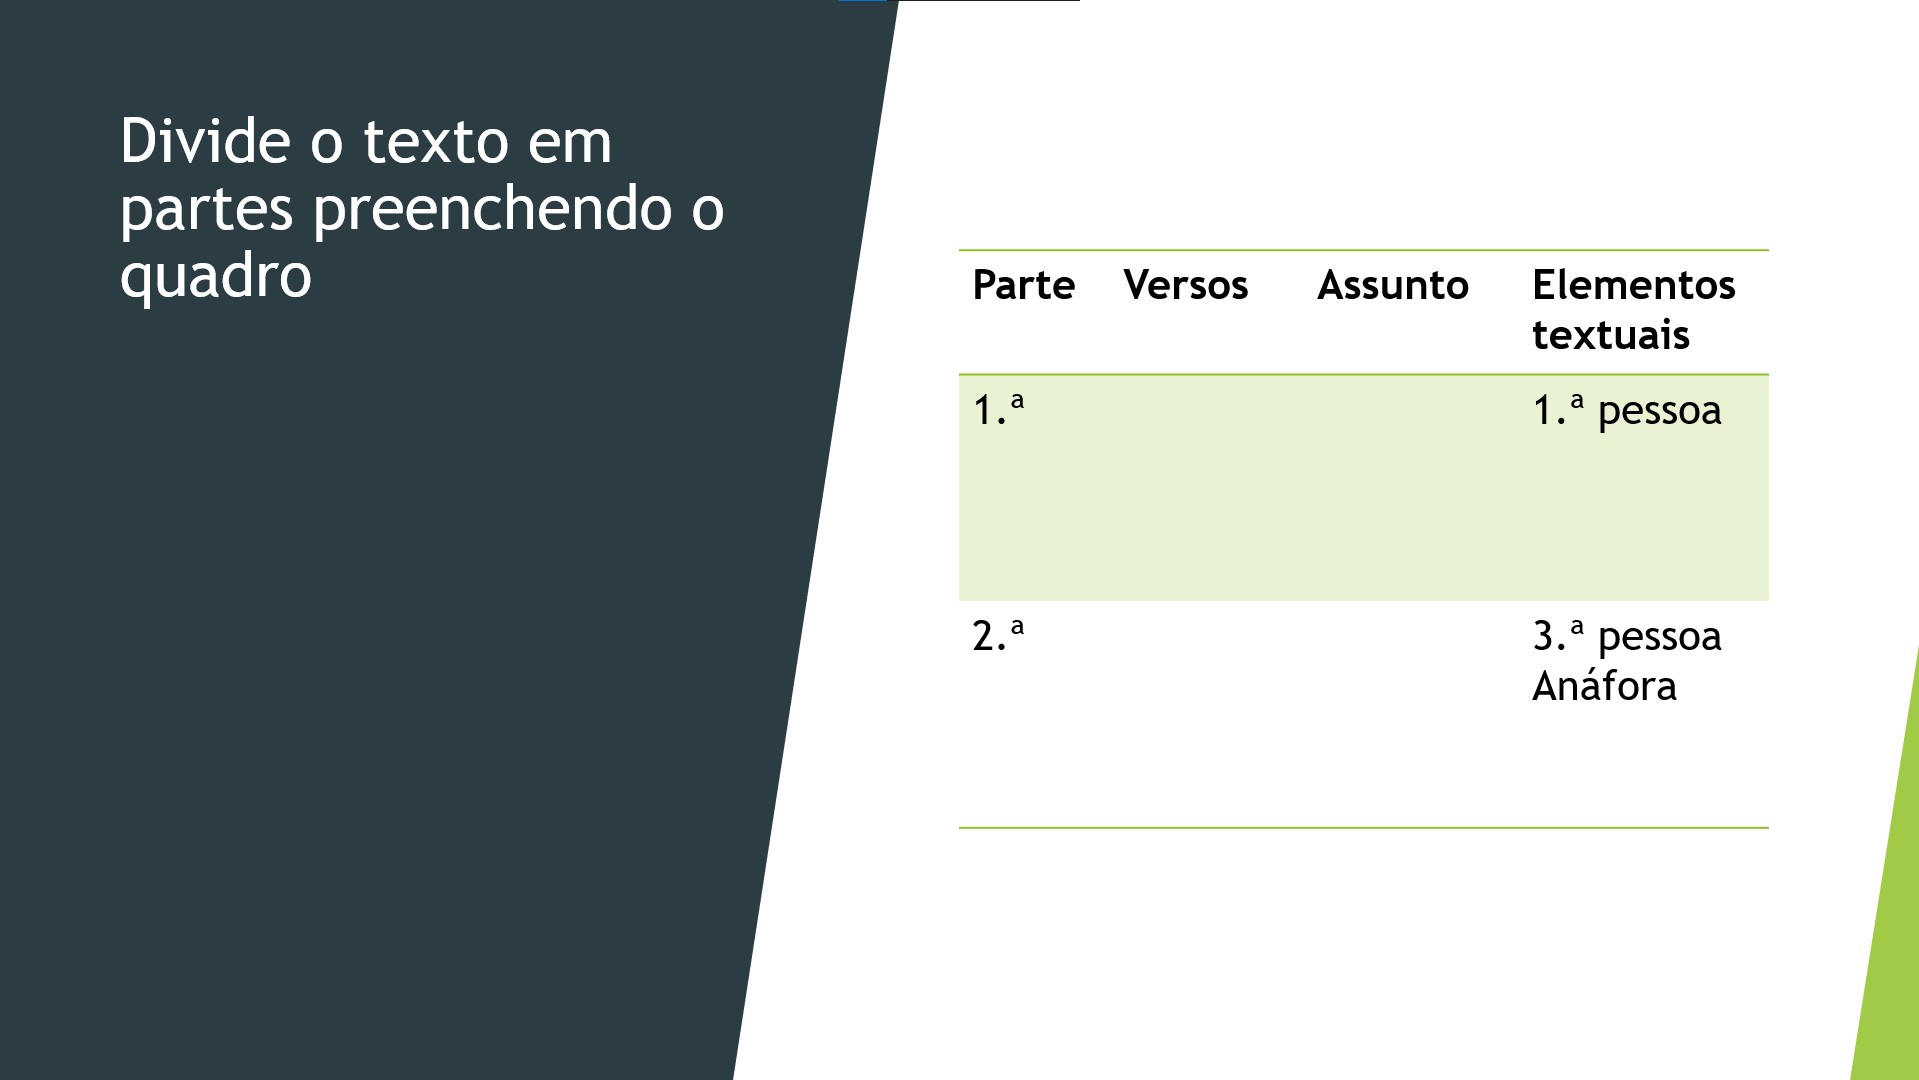 Divide o texto em
partes preenchendo o
quadro
Parte Versos Assunto Elementos
textuais
1.ª 1.ª pessoa
2.ª 3.ª pessoa
Anáfora